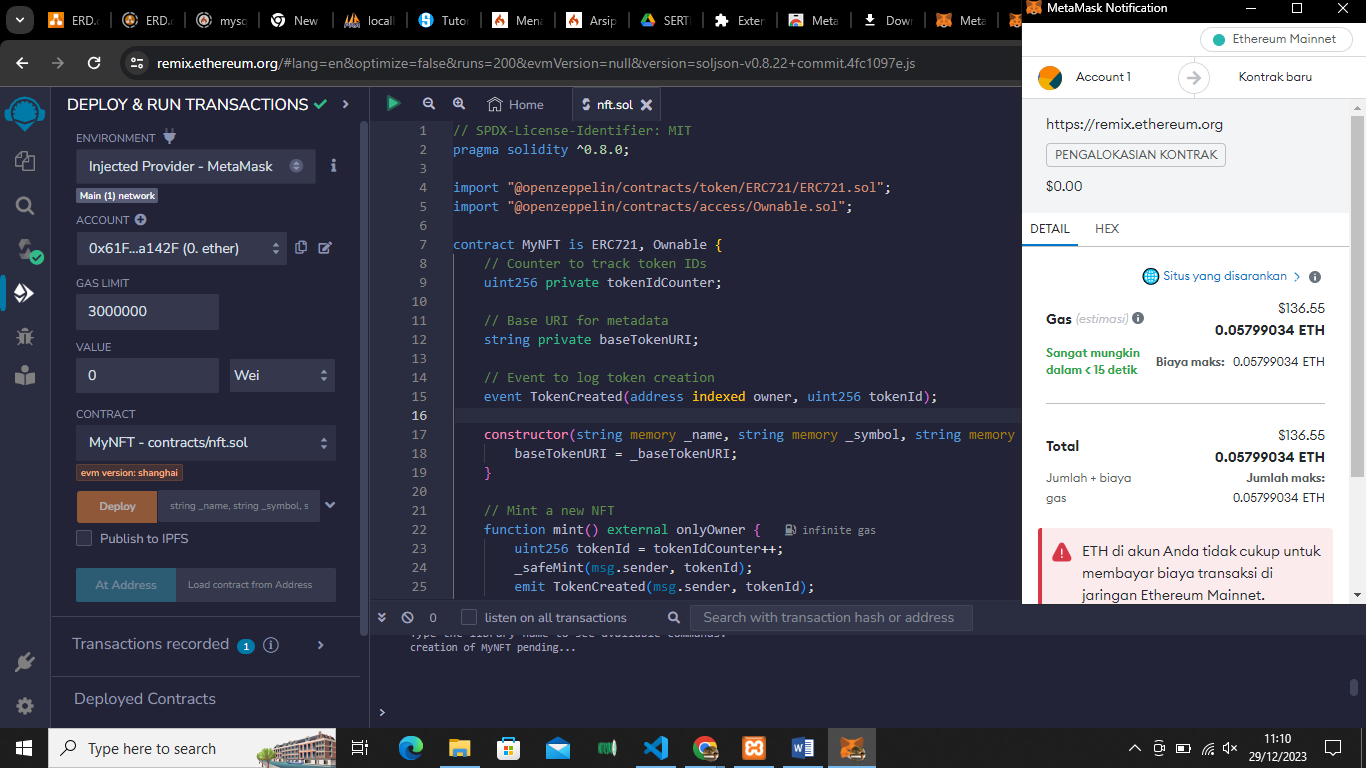 ERD.c
ERD.c
mysc
New
locall
Tutor
Mena
Arsip
SERT
Exten
Meta
Down
Meta
MetaMask Notification
remix.ethereum.org/#lang=en&optimize=false&runs=200&evmVersion=null&version=soljson-v0.8.22+commit.4fc1097e.js
DEPLOY & RUN TRANSACTIONS
ENVIRONMENT
Injected Provider - MetaMask
Main (1) network
ACCOUNT
0x61F...a142F (0. ether)
GAS LIMIT
3000000
VALUE
0
Wei
CONTRACT
MyNFT - contracts/nft.sol
evm version: shanghai
Deploy
string _name, string _symbol, s
Publish to IPFS
At Address
Load contract from Address
Transactions recorded 1 i
Deployed Contracts
Home
nft.sol
1 // SPDX-License-Identifier: MIT
2 pragma solidity ^0.8.0;
3
4 import "@openzeppelin/contracts/token/ERC721/ERC721.sol";
5 import "@openzeppelin/contracts/access/Ownable.sol";
6
7 contract MyNFT is ERC721, Ownable {
8 // Counter to track token IDs
9 uint256 private tokenIdCounter;
10
11 // Base URI for metadata
12 string private baseTokenURI;
13
14 // Event to log token creation
15 event TokenCreated(address indexed owner, uint256 tokenId);
16
17 constructor(string memory _name, string memory _symbol, string memory
18 baseTokenURI = _baseTokenURI;
19 }
20
21 // Mint a new NFT
22 function mint() external onlyOwner { infinite gas
23 uint256 tokenId = tokenIdCounter++;
24 _safeMint(msg.sender, tokenId);
25 emit TokenCreated(msg.sender, tokenId);
0
listen on all transactions
Search with transaction hash or address
Type the library name to see available commands.
creation of MyNFT pending...
>
Ethereum Mainnet
Account 1
Kontrak baru
https://remix.ethereum.org
PENGALOKASIAN KONTRAK
$0.00
DETAIL
HEX
Situs yang disarankan >
Gas (estimasi)
$136.55
0.05799034 ETH
Sangat mungkin
dalam < 15 detik
Biaya maks: 0.05799034 ETH
Total
$136.55
0.05799034 ETH
Jumlah + biaya
gas
Jumlah maks:
0.05799034 ETH
ETH di akun Anda tidak cukup untuk
membayar biaya transaksi di
jaringan Ethereum Mainnet.
Type here to search
11:10
29/12/2023